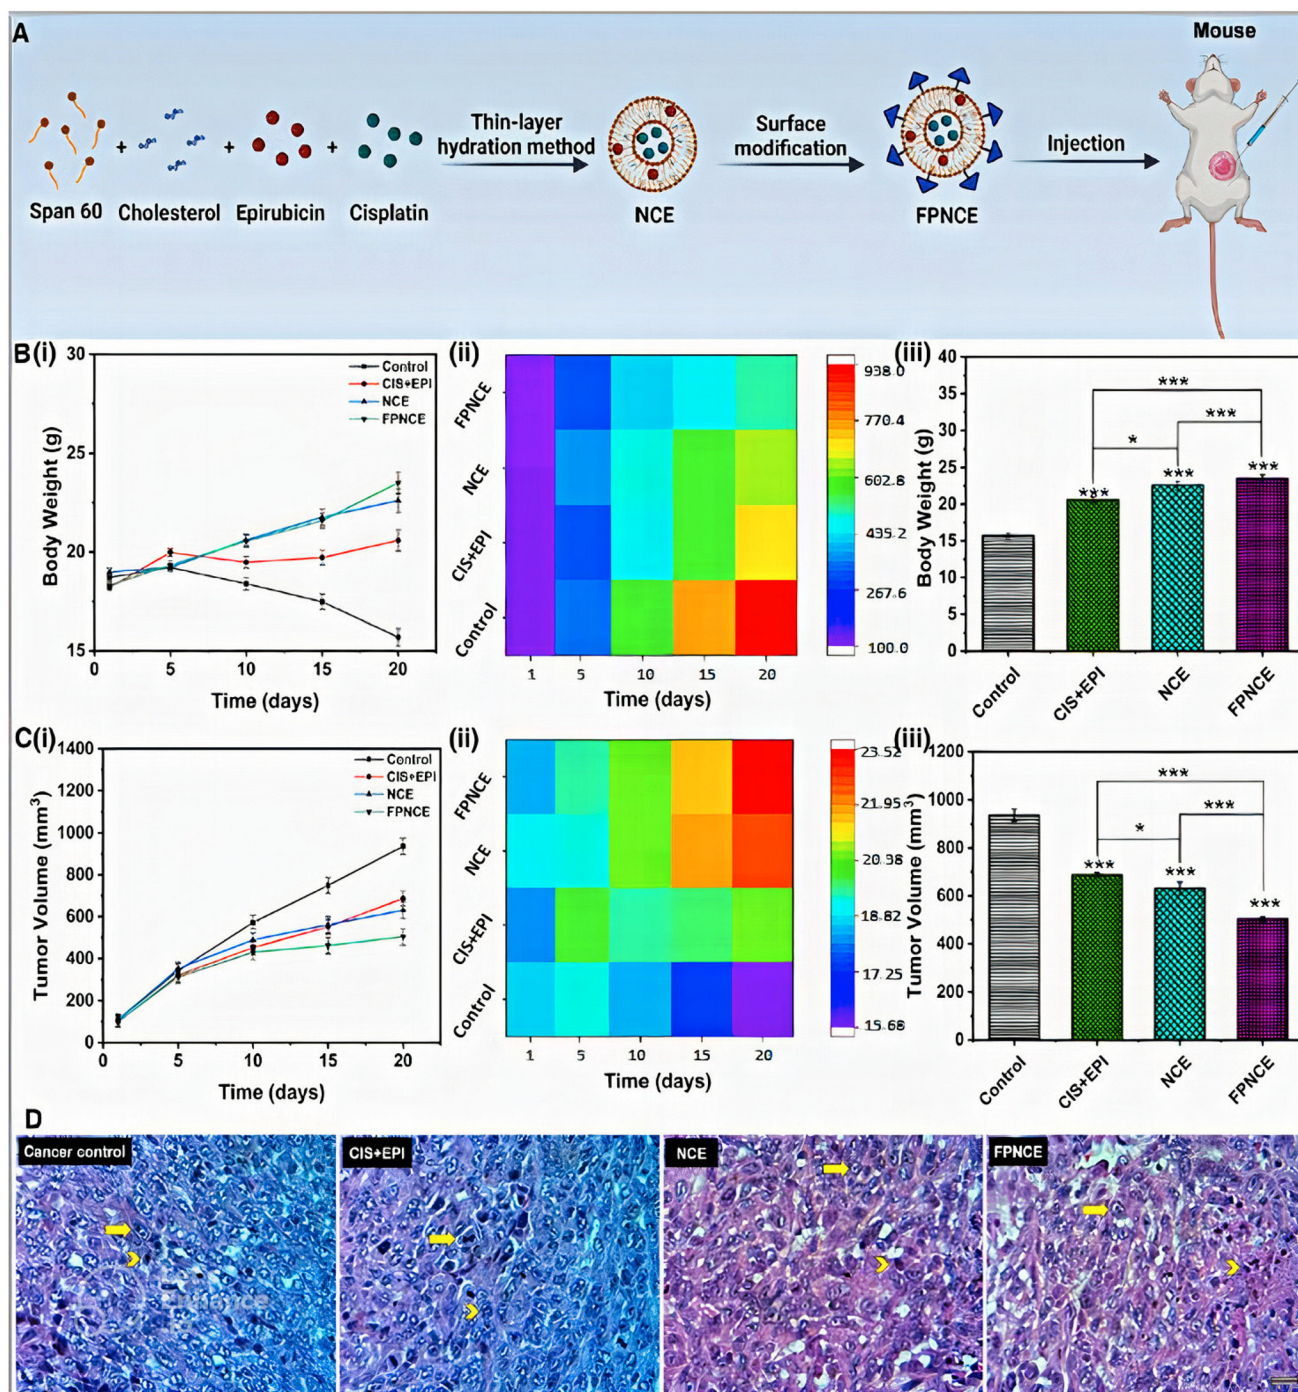 A
Mouse
Thin-layer
hydration method
Surface
modification
Injection
+
+
+
Span 60
Cholesterol
Epirubicin
Cisplatin
NCE
FPNCE
B(i)
30
25
20
15
Body Weight (g)
Control
CIS+EPI
NCE
FPNCE
0
5
10
15
20
Time (days)
(ii)
FPNCE
NCE
CIS+EPI
Control
1
5
10
15
20
Time (days)
938.0
770.4
602.8
435.2
267.6
100.0
(iii)
40
35
30
25
20
15
10
5
0
Body Weight (g)
***
***
*
***
***
***
Control
CIS+EPI
NCE
FPNCE
C(i)
1400
1200
1000
800
600
400
200
0
Tumor Volume (mm³)
Control
CIS+EPI
NCE
FPNCE
0
5
10
15
20
Time (days)
(ii)
FPNCE
NCE
CIS+EPI
Control
1
5
10
15
20
Time (days)
23.52
21.95
20.38
18.82
17.25
15.68
(iii)
1200
1000
800
600
400
200
0
Tumor Volume (mm³)
***
***
*
***
***
***
Control
CIS+EPI
NCE
FPNCE
D
Cancer control
CIS+EPI
NCE
FPNCE
Enhance